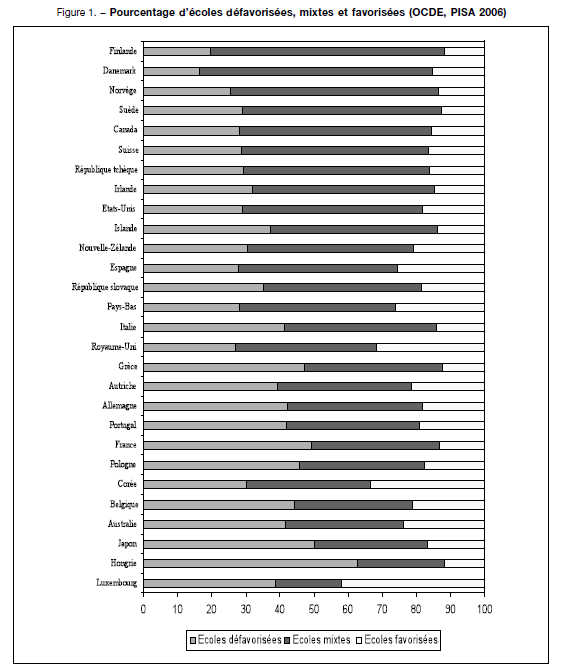 Figure 1. – Pourcentage d'écoles défavorisées, mixtes et favorisées (OCDE, PISA 2006)
Finlande
Danemark
Norvége
Suède
Canada
Suisse
République tchèque
Irlande
Etats-Unis
Islande
Nouvelle-Zélande
Espagne
République slovaque
Pays-Bas
Italie
Royaume-Uni
Grèce
Autriche
Allemagne
Portugal
France
Pologne
Corée
Belgique
Australie
Japon
Hongrie
Luxembourg
0 10 20 30 40 50 60 70 80 90 100
Ecoles défavorisées Ecoles mixtes Ecoles favorisées